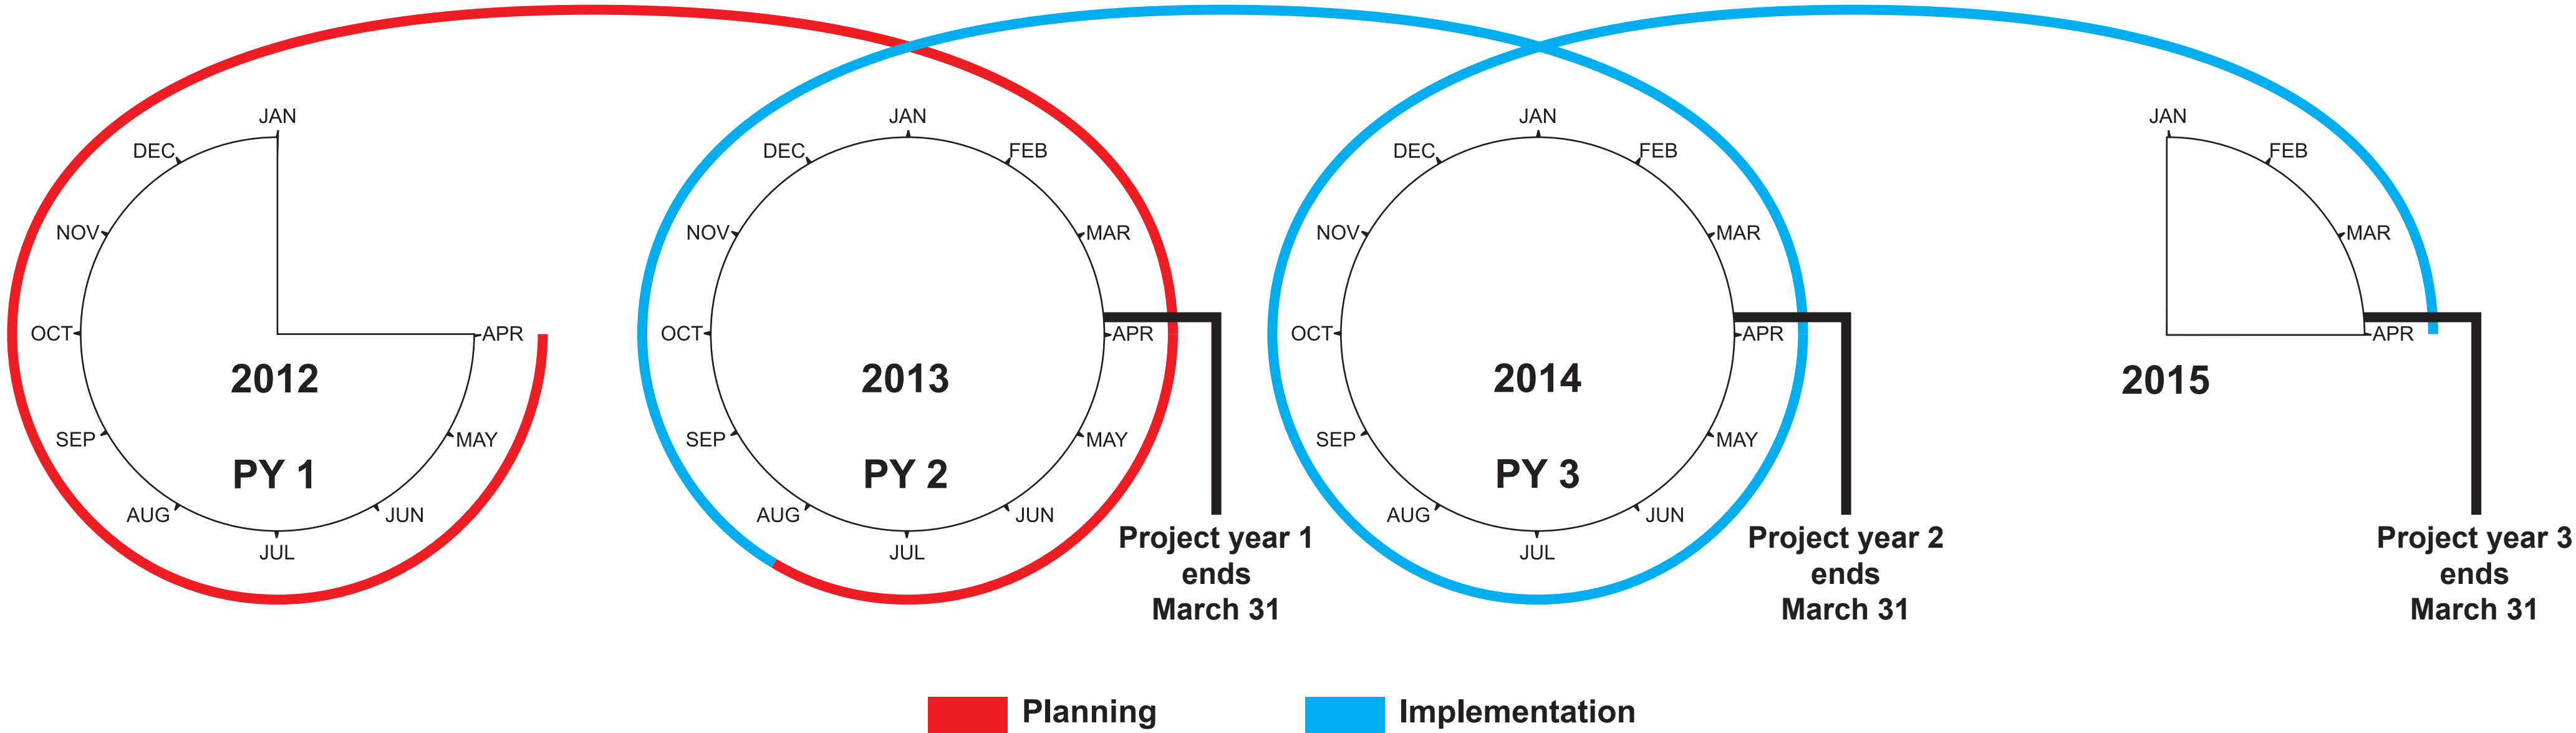 JAN
DEC
NOV
OCT
SEP
AUG
JUL
JUN
MAY
APR
2012
PY 1
JAN
FEB
MAR
APR
MAY
JUN
JUL
AUG
SEP
OCT
NOV
DEC
2013
PY 2
Project year 1
ends
March 31
JAN
FEB
MAR
APR
MAY
JUN
JUL
AUG
SEP
OCT
NOV
DEC
2014
PY 3
Project year 2
ends
March 31
JAN
FEB
MAR
APR
2015
Project year 3
ends
March 31
Planning
Implementation